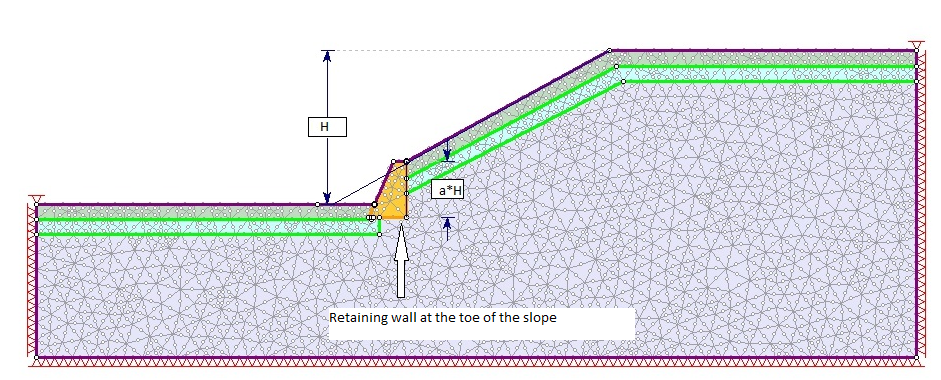 H
a*H
Retaining wall at the toe of the slope